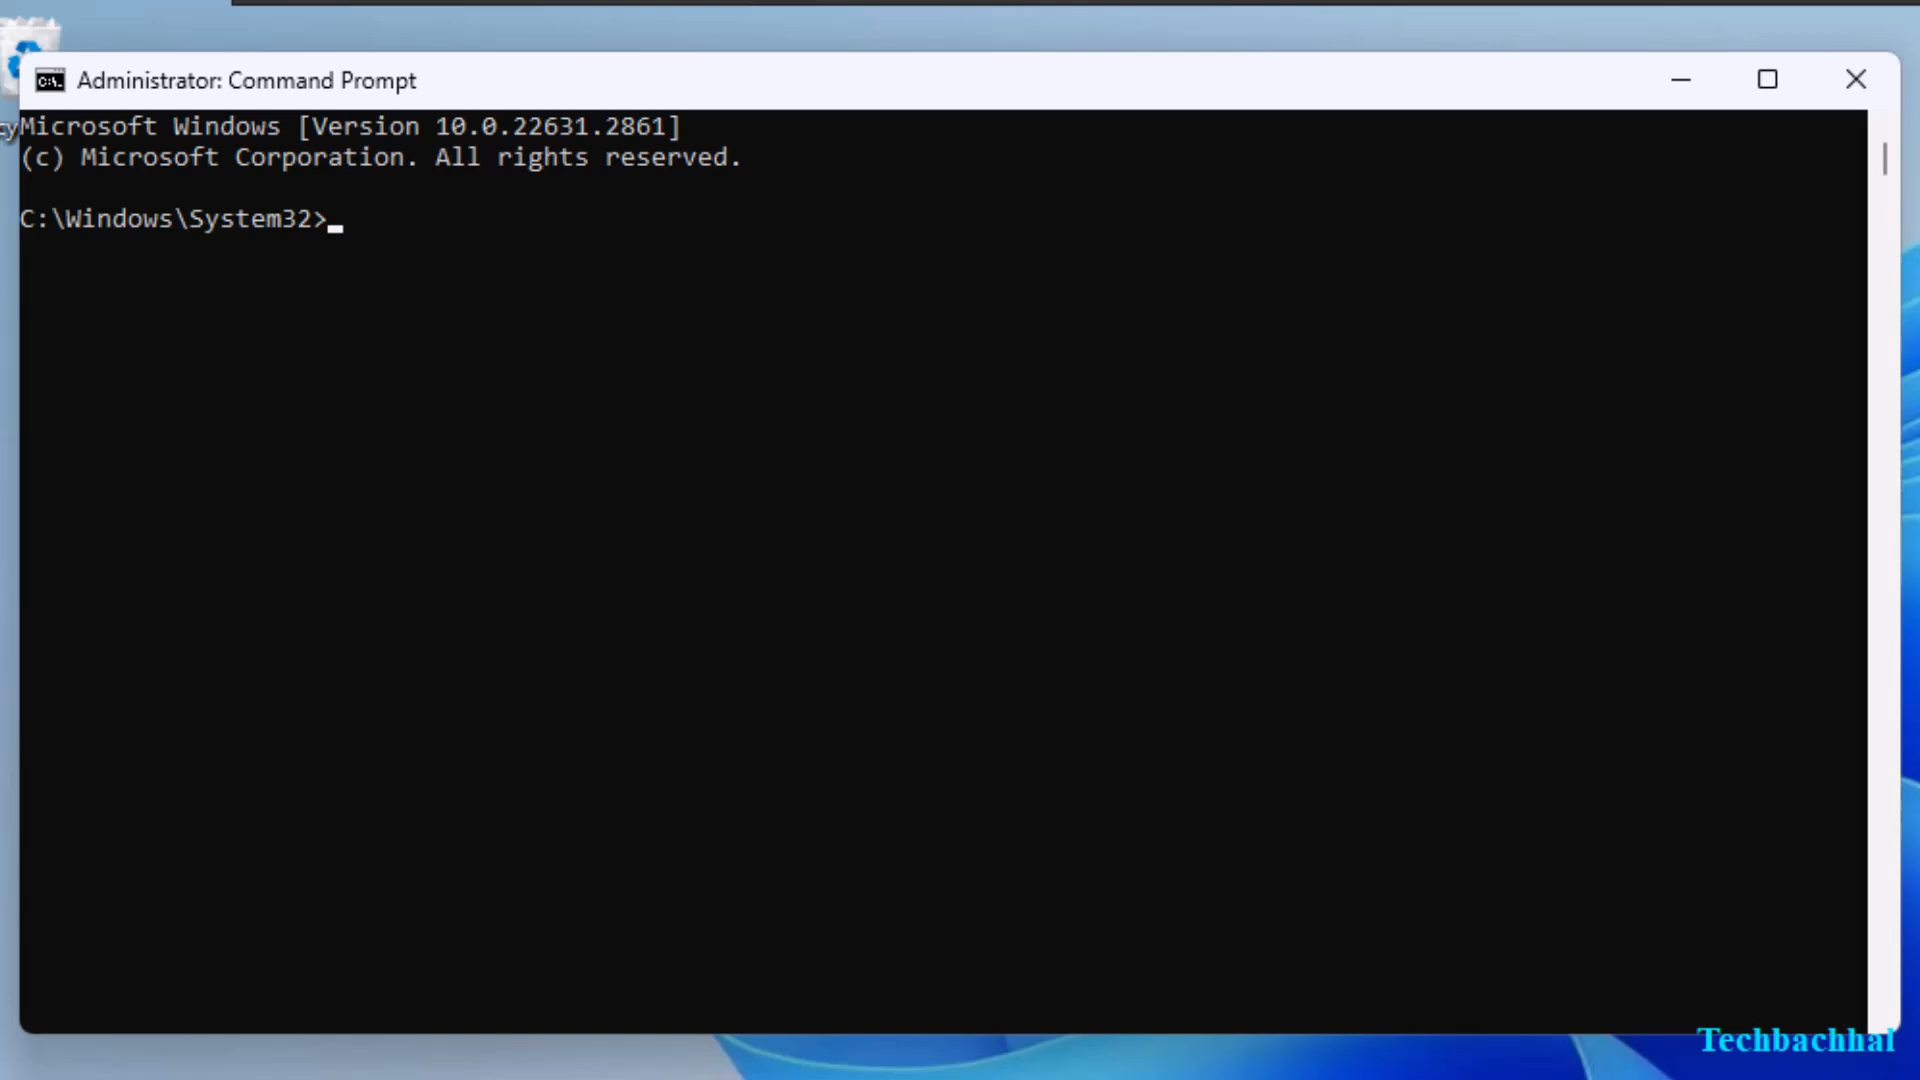 Administrator: Command Prompt
Microsoft Windows [Version 10.0.22631.2861]
(c) Microsoft Corporation. All rights reserved.
C:\Windows\System32>
Techbachhal